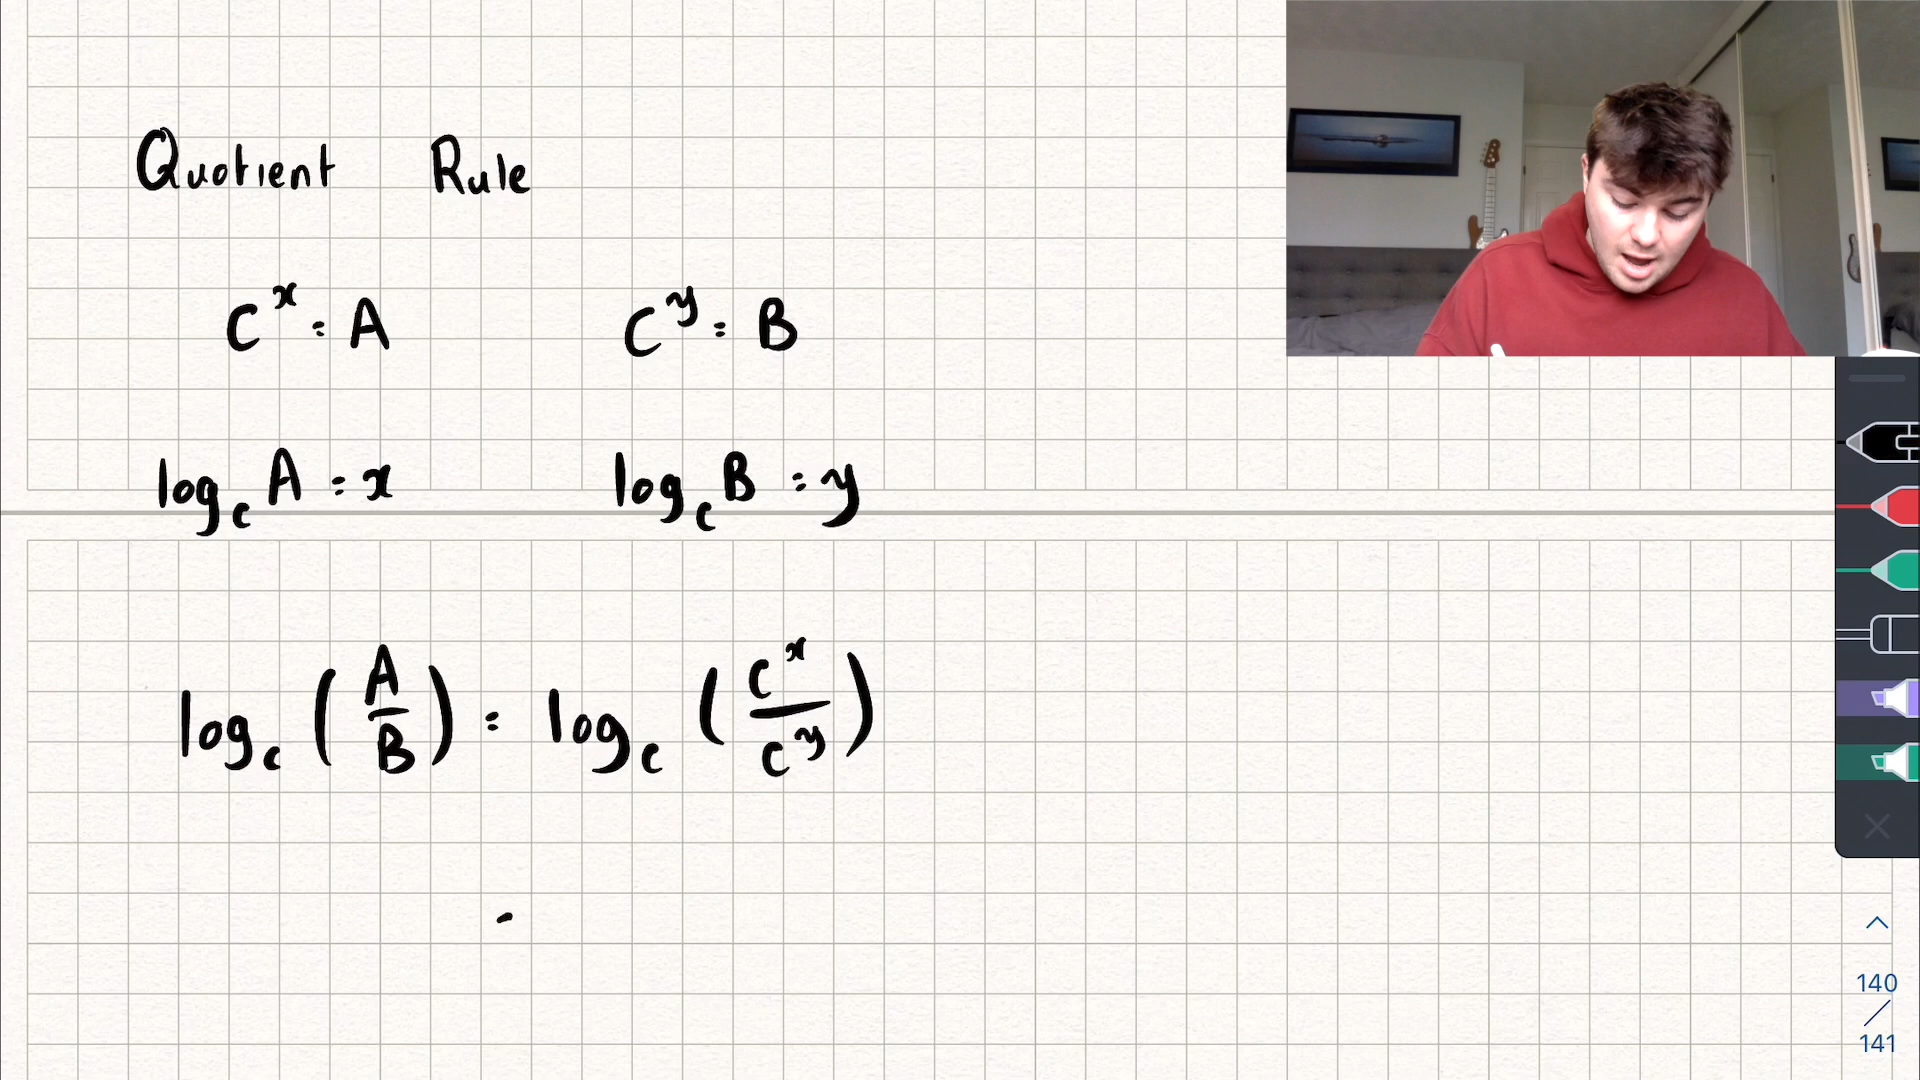 Quotient Rule
C^x = A C^y = B
log_c A = x log_c B = y
log_c (A/B) = log_c (c^x/c^y)
-
140
/
141